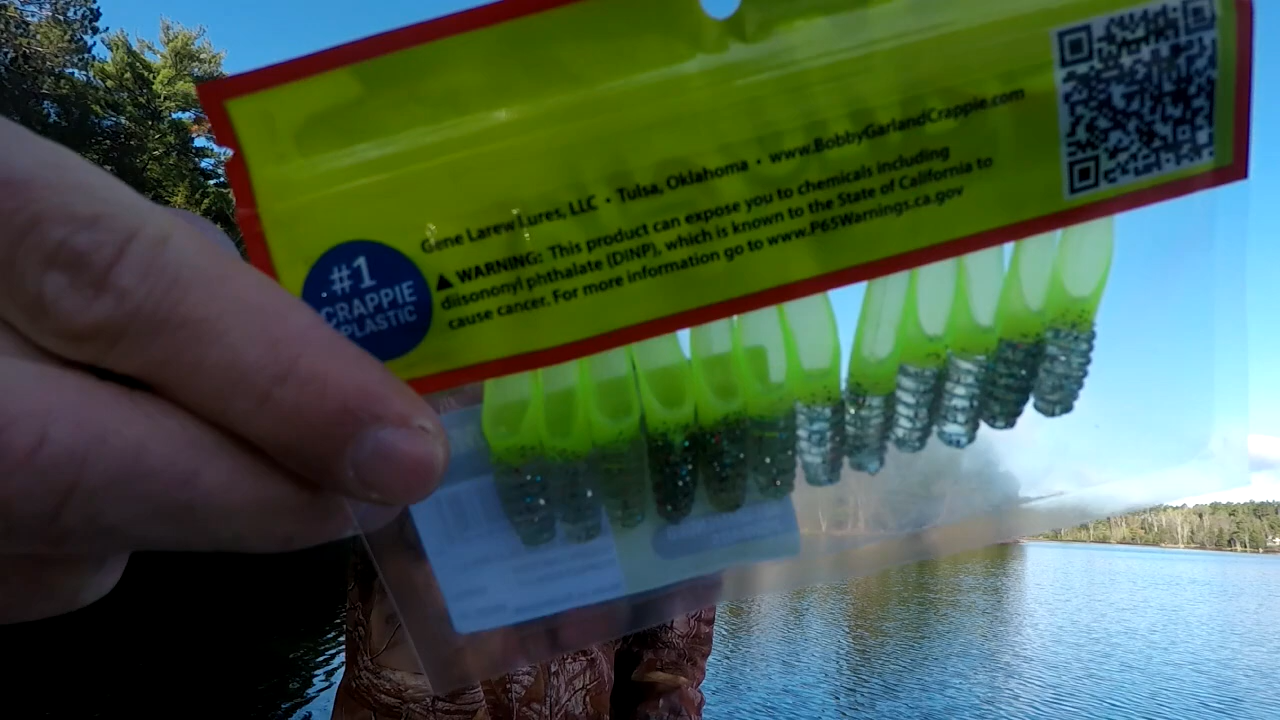 Gene Larew Lures, LLC • Tulsa, Oklahoma • www.BobbyGarlandCrappie.com
⚠ WARNING: This product can expose you to chemicals including
diisononyl phthalate (DINP), which is known to the State of California to
cause cancer. For more information go to www.P65Warnings.ca.gov
#1
CRAPPIE
PLASTIC